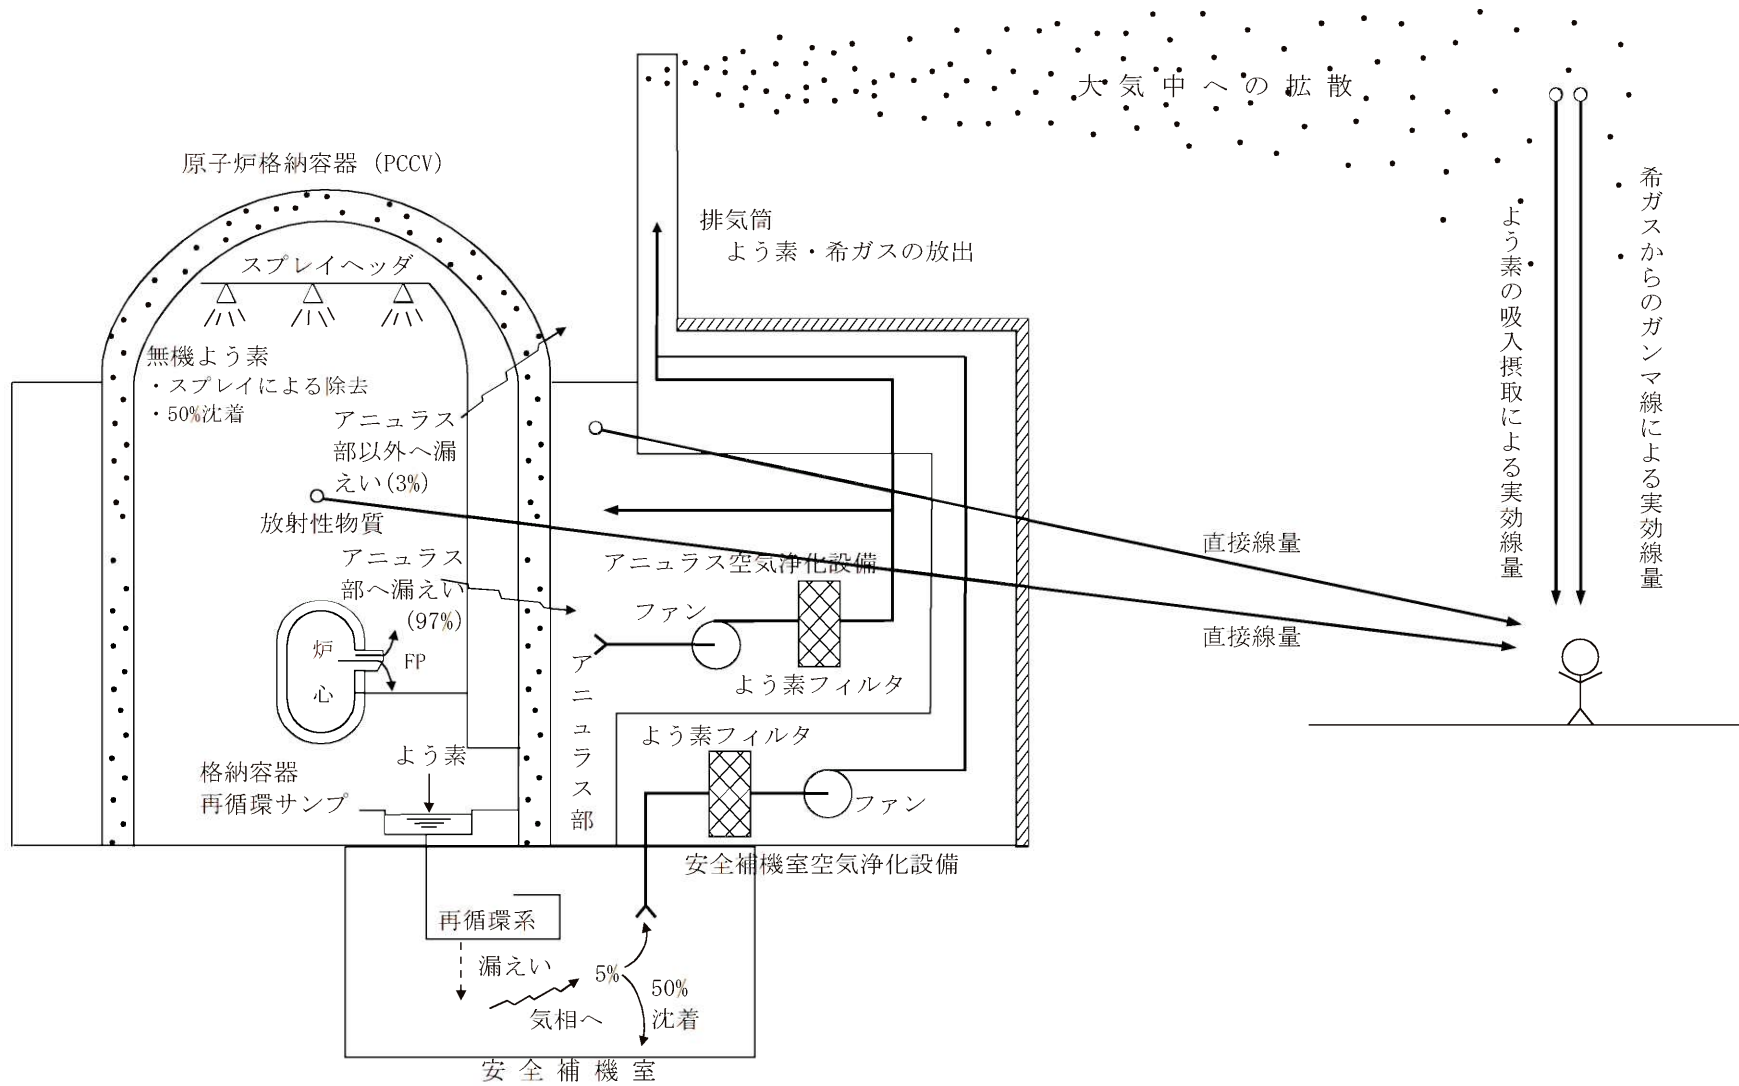 大気中への拡散
原子炉格納容器 (PCCV)
排気筒
よう素・希ガスの放出
スプレイヘッダ
無機よう素
・スプレイによる除去
・50%沈着
アニュラス
部以外へ漏
えい(3%)
放射性物質
アニュラス
部へ漏えい
(97%)
炉
心
FP
よう素
格納容器
再循環サンプ
アニュラス部
アニュラス空気浄化設備
ファン
よう素フィルタ
よう素フィルタ
ファン
安全補機室空気浄化設備
再循環系
漏えい
気相へ
5%
50%
沈着
安全補機室
直接線量
直接線量
よう素の吸入摂取による実効線量
希ガスからのガンマ線による実効線量